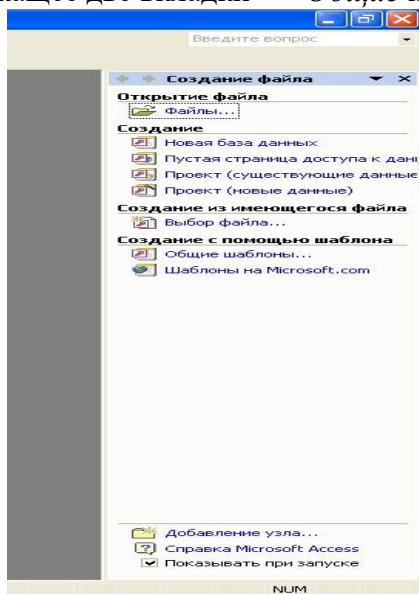 две вкладки
Введите вопрос
Создание файла
Открытие файла
Файлы...
Создание
Новая база данных
Пустая страница доступа к
Проект (существующие данные
Проект (новые данные)
Создание из имеющегося файла
Выбор файла...
Создание с помощью шаблона
Общие шаблоны...
Шаблоны на Microsoft.com
Добавление узла...
Справка Microsoft Access
Показывать при запуске
NUM